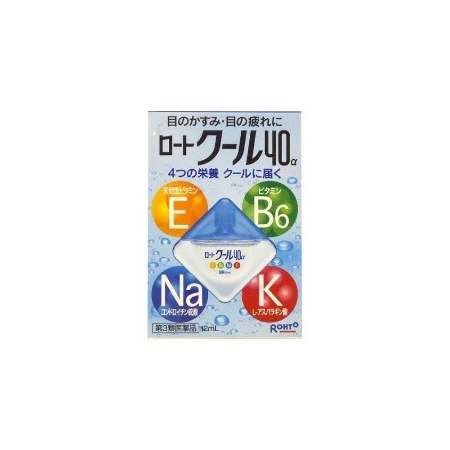 目のかすみ・目の疲れに
ロートクール40α
4つの栄養 クールに届く
天然型ビタミン
E
ビタミン
B6
ロート
クール40α
Na
コンドロイチン硫酸
K
L-アスパラギン酸
第3類医薬品
12mL
ROHTO